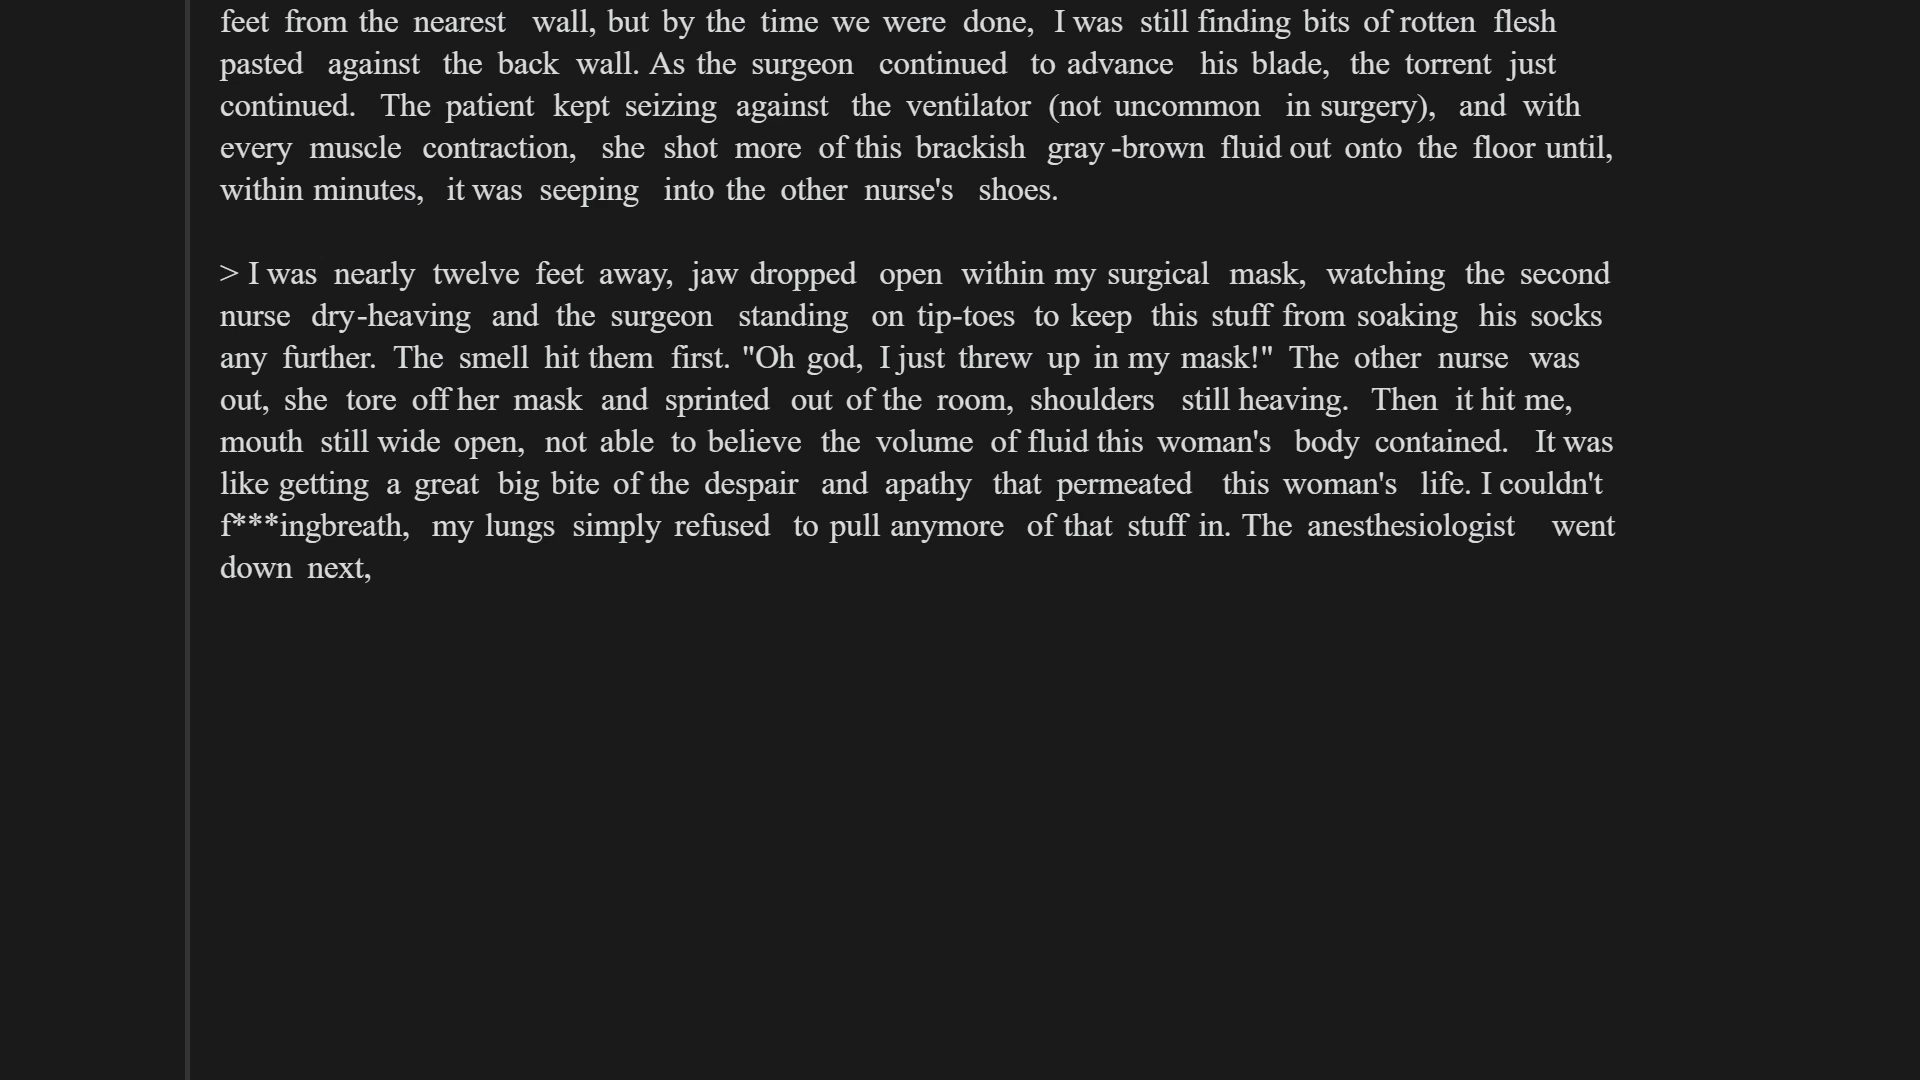 feet from the nearest wall, but by the time we were done, I was still finding bits of rotten flesh
pasted against the back wall. As the surgeon continued to advance his blade, the torrent just
continued. The patient kept seizing against the ventilator (not uncommon in surgery), and with
every muscle contraction, she shot more of this brackish gray-brown fluid out onto the floor until,
within minutes, it was seeping into the other nurse's shoes.

> I was nearly twelve feet away, jaw dropped open within my surgical mask, watching the second
nurse dry-heaving and the surgeon standing on tip-toes to keep this stuff from soaking his socks
any further. The smell hit them first. "Oh god, I just threw up in my mask!" The other nurse was
out, she tore off her mask and sprinted out of the room, shoulders still heaving. Then it hit me,
mouth still wide open, not able to believe the volume of fluid this woman's body contained. It was
like getting a great big bite of the despair and apathy that permeated this woman's life. I couldn't
f***ingbreath, my lungs simply refused to pull anymore of that stuff in. The anesthesiologist went
down next,